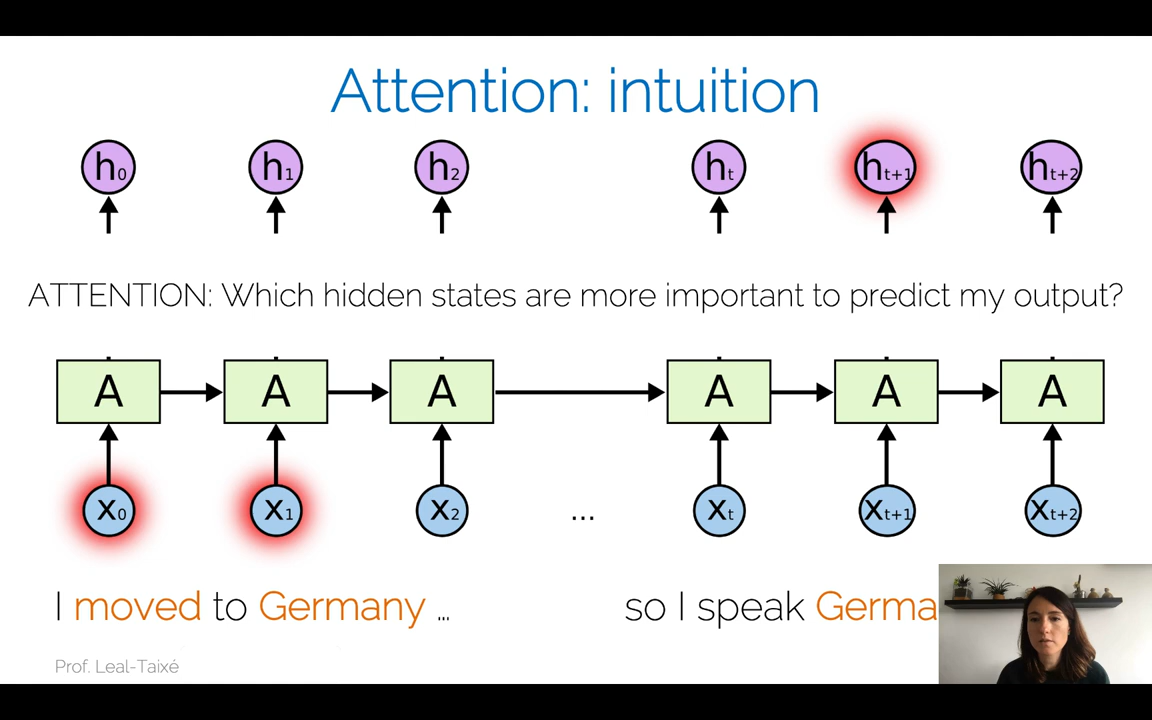 Attention: intuition
h0 h1 h2 ht ht+1 ht+2
ATTENTION: Which hidden states are more important to predict my output?
A A A A A A
x0 x1 x2 ... xt xt+1 xt+2
I moved to Germany ... so I speak Germa
Prof. Leal-Taixé